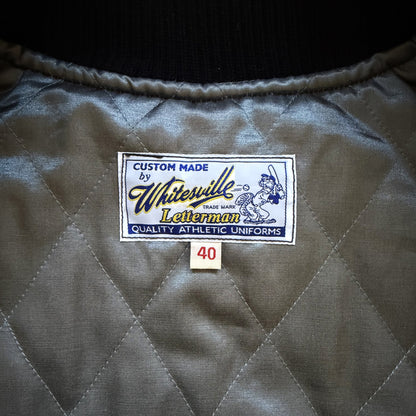 CUSTOM MADE
by
Whitesville
TRADE MARK
Letterman
QUALITY ATHLETIC UNIFORMS
40